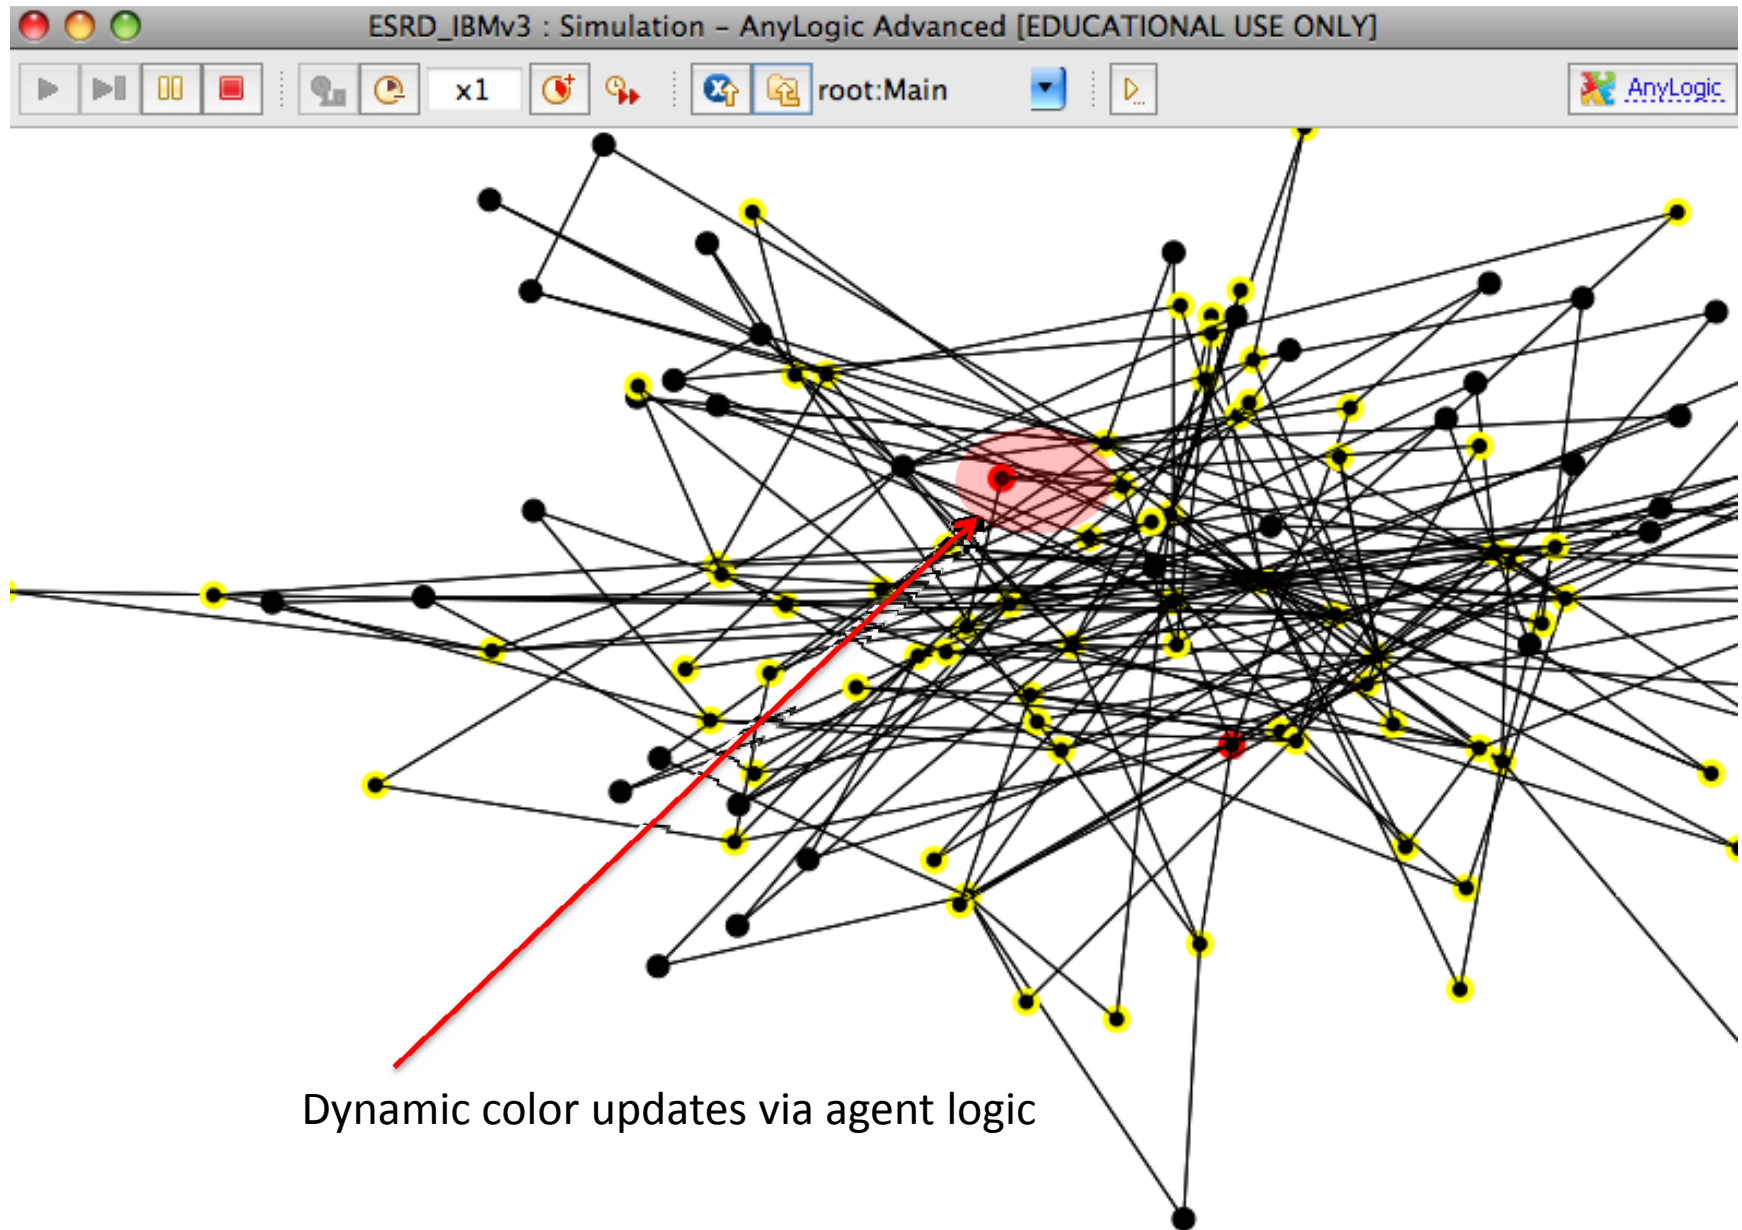 ESRD_IBMv3 : Simulation – AnyLogic Advanced [EDUCATIONAL USE ONLY]
x1 root:Main AnyLogic
Dynamic color updates via agent logic